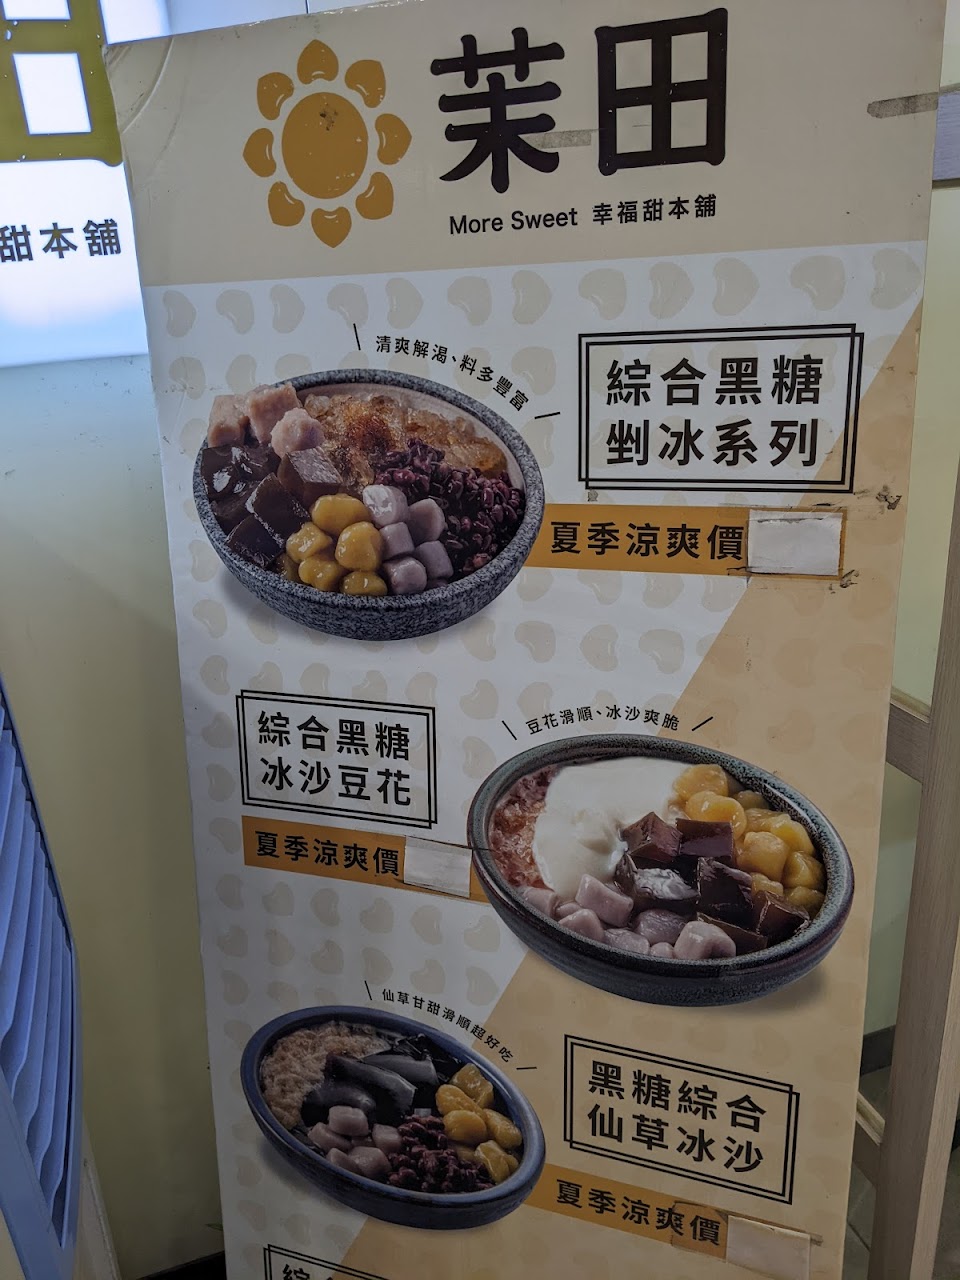 茉田
More Sweet 幸福甜本舖
甜本舖
清爽解渴、料多豐富
綜合黑糖
剉冰系列
夏季涼爽價
豆花滑順、冰沙爽脆
綜合黑糖
冰沙豆花
夏季涼爽價
仙草甘甜滑順超好吃
黑糖綜合
仙草冰沙
夏季涼爽價
綜合